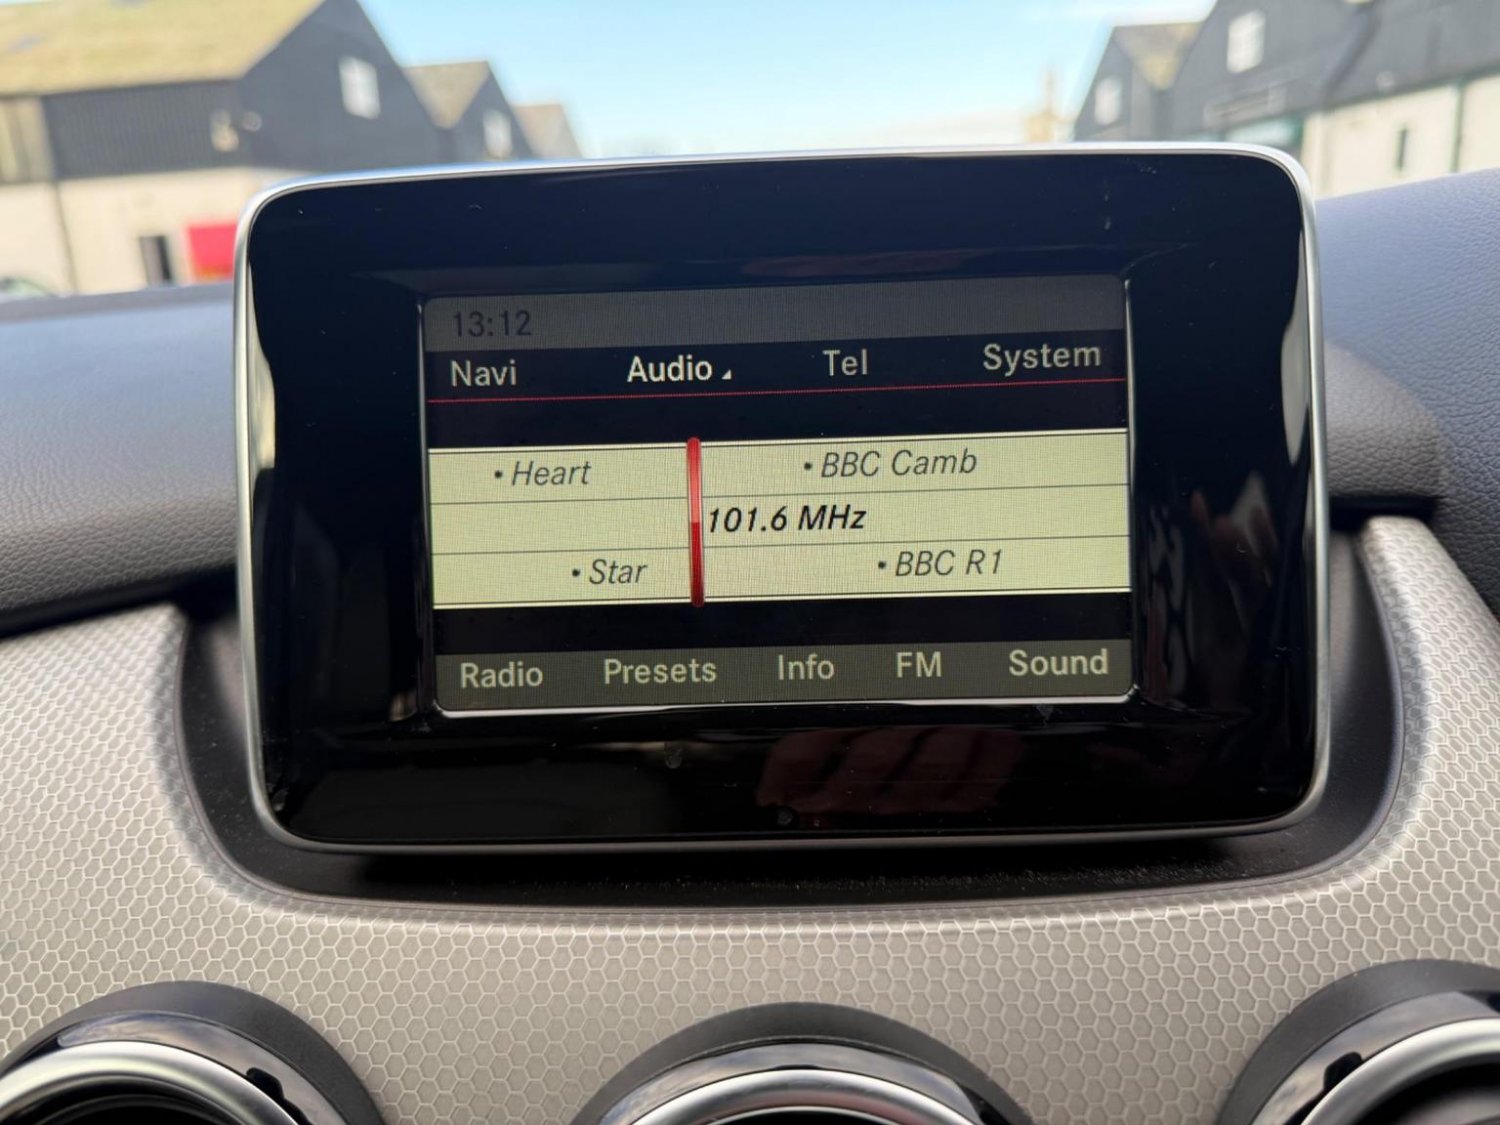 13:12
Navi Audio Tel System
• Heart • BBC Camb
101.6 MHz
• Star • BBC R1
Radio Presets Info FM Sound